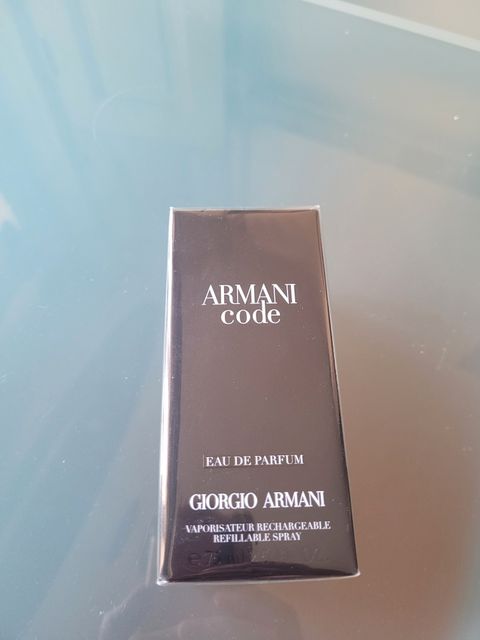 ARMANI
code
EAU DE PARFUM
GIORGIO ARMANI
VAPORISATEUR RECHARGEABLE
REFILLABLE SPRAY